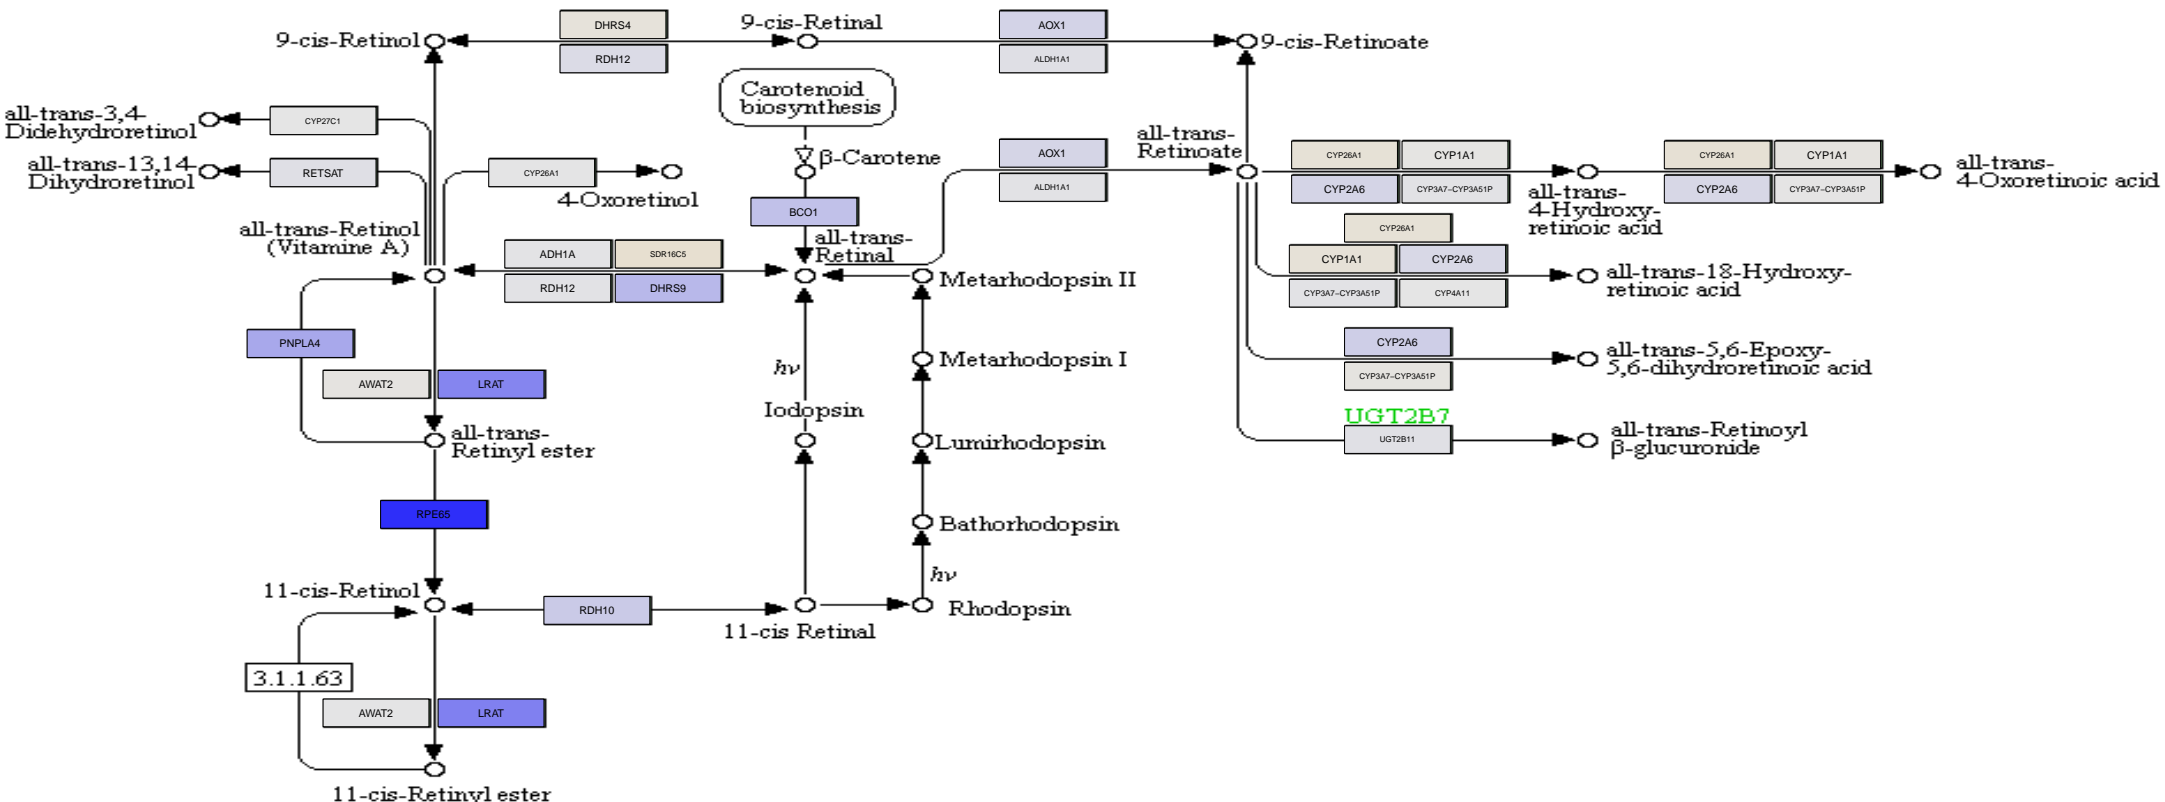 DHRS4
9-cis-Retinal
AOX1
9-cis-Retinol
9-cis-Retinoate
RDH12
ALDH1A1
Carotenoid
biosynthesis
all-trans-3,4-
Didehydroretinol
CYP27C1
all-trans-13,14-
Dihydroretinol
RETSAT
CYP26A1
4-Oxoretinol
β-Carotene
BCO1
AOX1
ALDH1A1
all-trans-
Retinoate
CYP26A1
CYP1A1
CYP2A6
CYP3A7-CYP3A51P
all-trans-
4-Hydroxy-
retinoic acid
CYP26A1
CYP1A1
CYP2A6
CYP3A7-CYP3A51P
all-trans-
4-Oxoretinoic acid
all-trans-Retinol
(Vitamine A)
ADH1A
SDR16C5
RDH12
DHRS9
all-trans-
Retinal
Metarhodopsin II
CYP26A1
CYP1A1
CYP2A6
CYP3A7-CYP3A51P
CYP4A11
all-trans-18-Hydroxy-
retinoic acid
PNPLA4
AWAT2
LRAT
hν
Metarhodopsin I
CYP2A6
CYP3A7-CYP3A51P
all-trans-5,6-Epoxy-
5,6-dihydroretinoic acid
Iodopsin
UGT2B7
UGT2B11
all-trans-Retinoyl
β-glucuronide
all-trans-
Retinyl ester
Lumirhodopsin
RPE65
Bathorhodopsin
hν
11-cis-Retinol
RDH10
11-cis Retinal
Rhodopsin
3.1.1.63
AWAT2
LRAT
11-cis-Retinyl ester